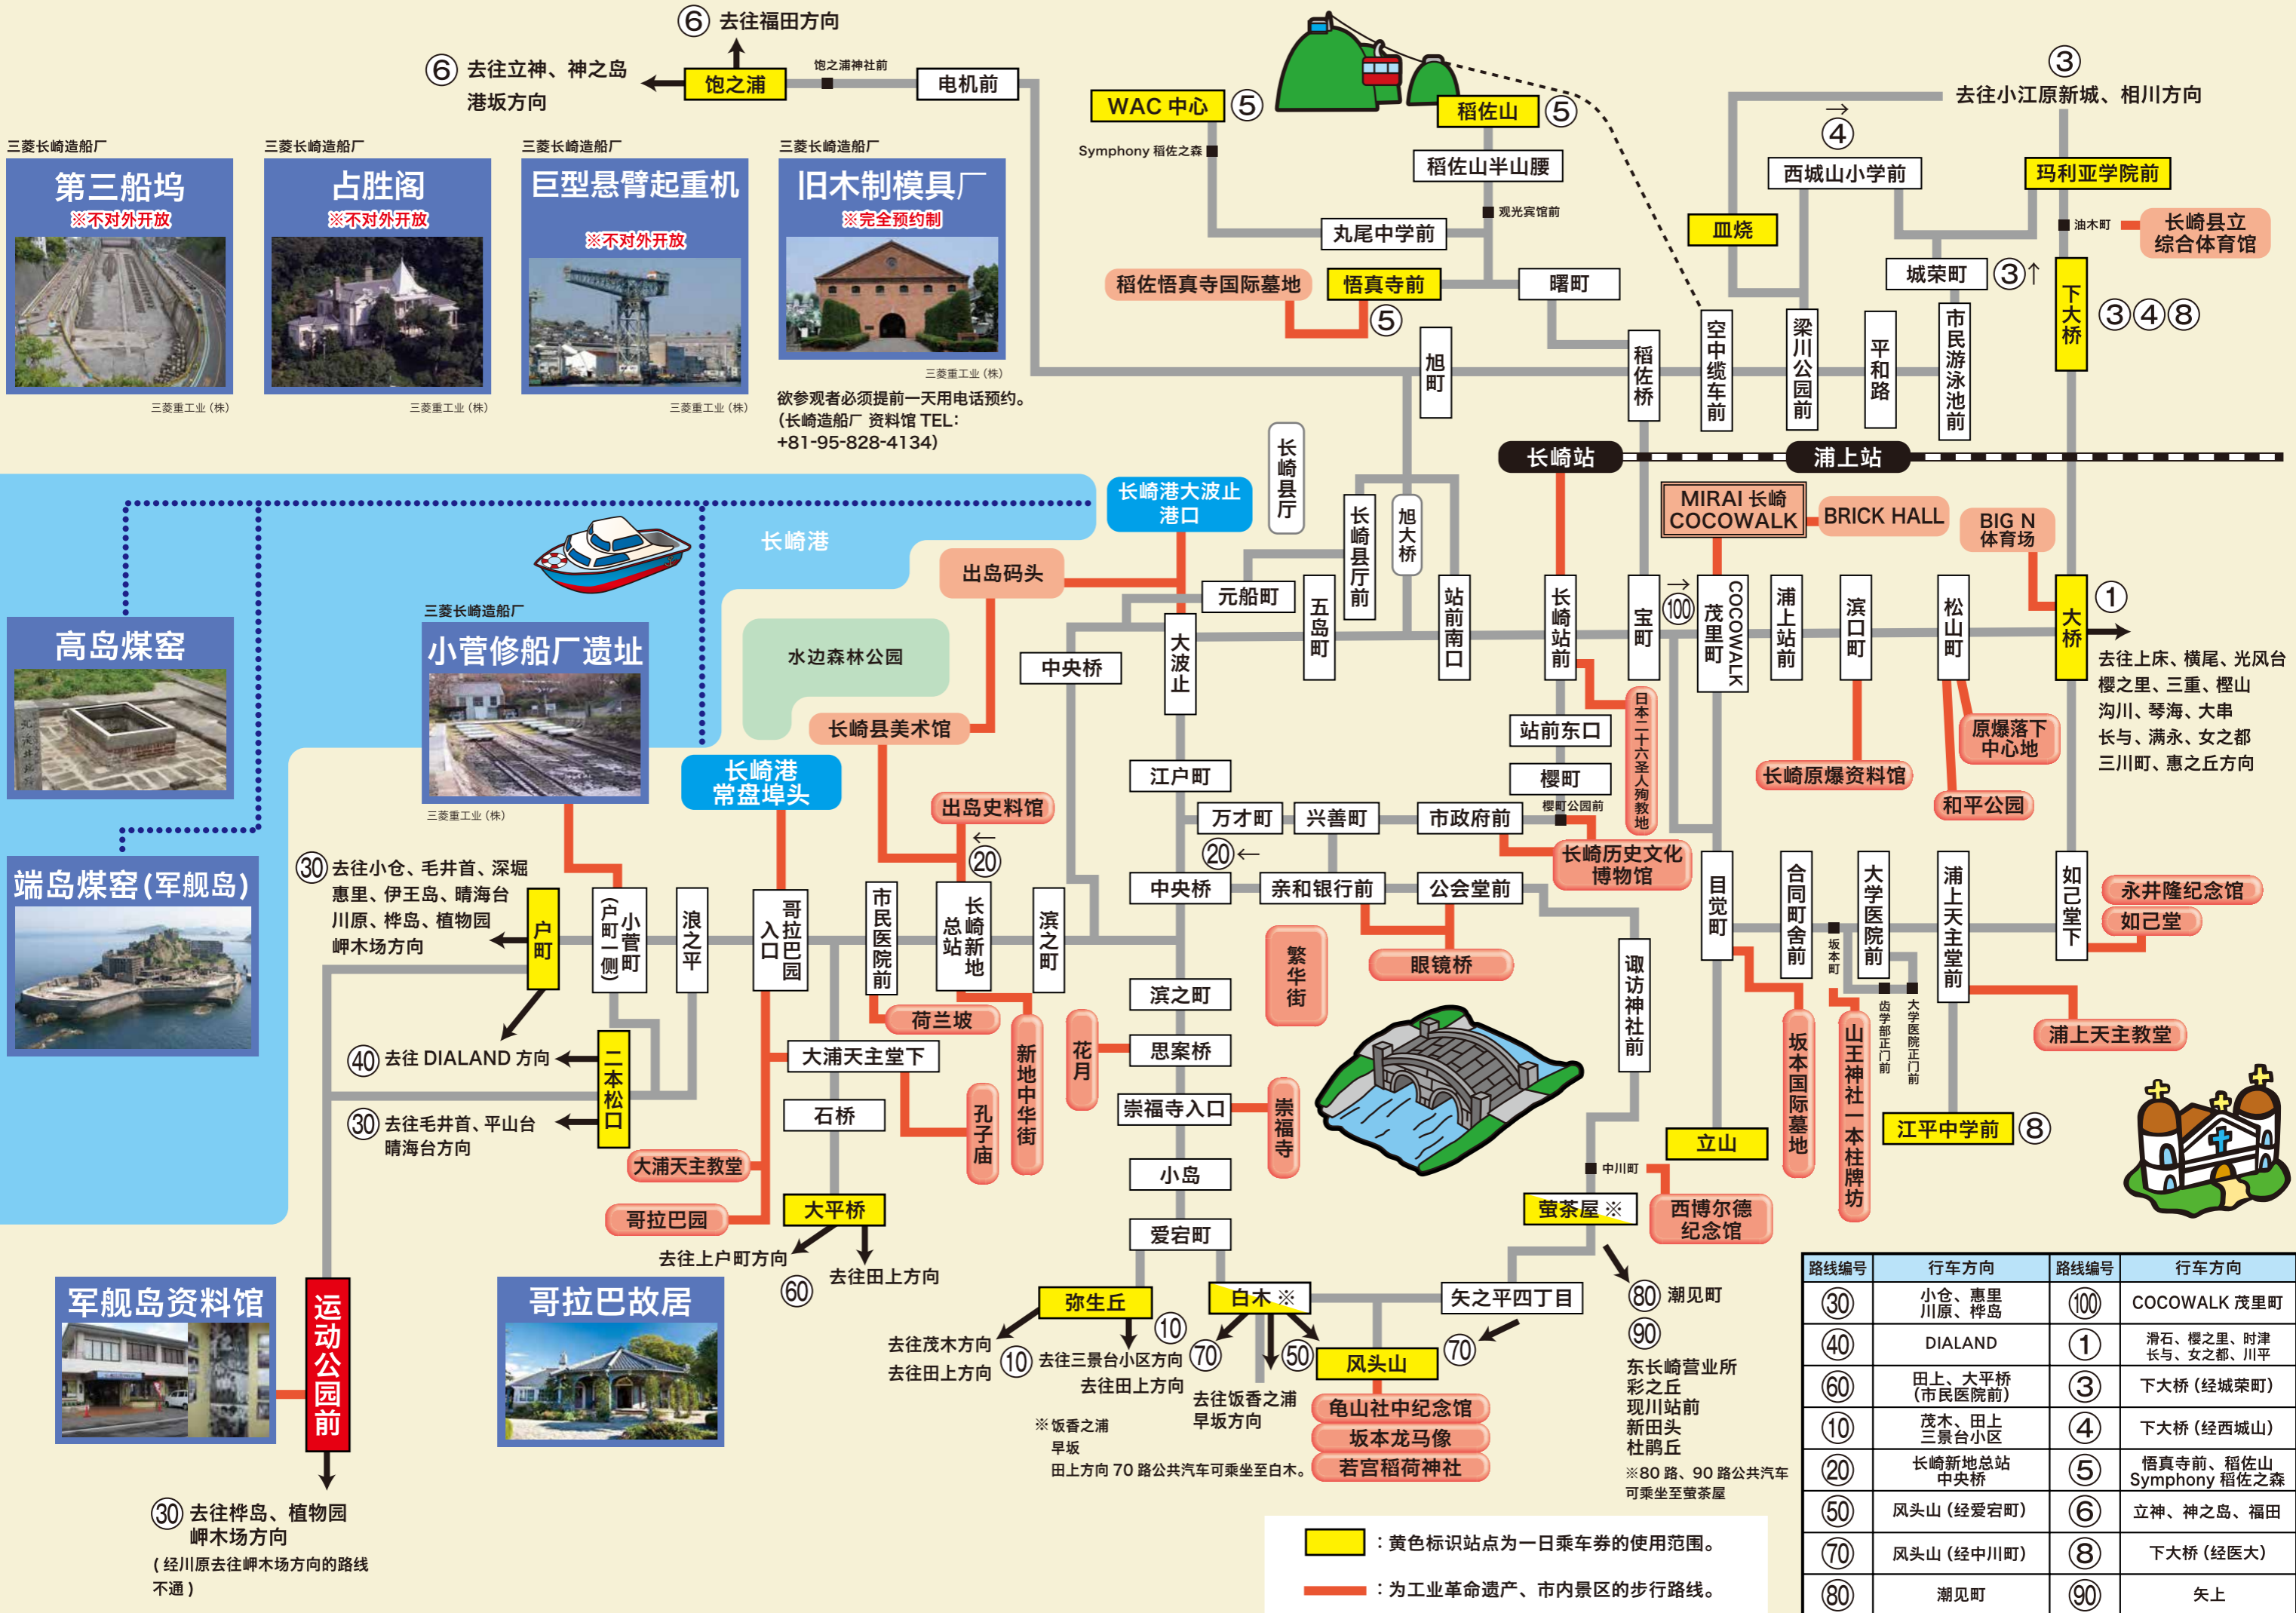 ⑥ 去往福田方向
⑥ 去往立神、神之岛
港坂方向
饱之浦
饱之浦神社前
电机前
WAC 中心 ⑤
Symphony 稻佐之森
稻佐山 ⑤
稻佐山半山腰
观光宾馆前
丸尾中学前
稻佐悟真寺国际墓地
悟真寺前
⑤
曙町
③
去往小江原新城、相川方向
→
④
西城山小学前
玛利亚学院前
皿烧
油木町
长崎县立
综合体育馆
城荣町 ③↑
下大桥
③④⑧
旭町
稻佐桥
空中缆车前
梁川公园前
平和路
市民游泳池前
三菱长崎造船厂
第三船坞
※不对外开放
三菱重工业（株）
三菱长崎造船厂
占胜阁
※不对外开放
三菱重工业（株）
三菱长崎造船厂
巨型悬臂起重机
※不对外开放
三菱重工业（株）
三菱长崎造船厂
旧木制模具厂
※完全预约制
三菱重工业（株）
欲参观者必须提前一天用电话预约。
（长崎造船厂 资料馆 TEL：
+81-95-828-4134）
长崎站
浦上站
长崎县厅
长崎县厅前
旭大桥
长崎港大波止
港口
长崎港
出岛码头
元船町
五岛町
站前南口
长崎站前
宝町
→
100
MIRAI 长崎
COCOWALK
BRICK HALL
BIG N
体育场
COCOWALK
茂里町
浦上站前
滨口町
松山町
大桥
①
去往上床、横尾、光风台
樱之里、三重、樫山
沟川、琴海、大串
长与、满永、女之都
三川町、惠之丘方向
高岛煤窑
三菱长崎造船厂
小菅修船厂遗址
三菱重工业（株）
水边森林公园
中央桥
大波止
长崎县美术馆
长崎港
常盘埠头
出岛史料馆
←
⑳
江户町
站前东口
樱町
樱町公园前
日本二十六圣人殉教地
长崎原爆资料馆
原爆落下
中心地
和平公园
万才町
兴善町
市政府前
⑳←
长崎历史文化
博物馆
中央桥
亲和银行前
公会堂前
端岛煤窑(军舰岛)
㉚ 去往小仓、毛井首、深堀
惠里、伊王岛、晴海台
川原、桦岛、植物园
岬木场方向
户町
小菅町
(户町一侧)
浪之平
哥拉巴园
入口
市民医院前
长崎新地
总站
滨之町
目觉町
合同町舍前
坂本町
大学医院前
浦上天主堂前
如己堂下
永井隆纪念馆
如己堂
繁华街
眼镜桥
诹访神社前
齿学部正门前
大学医院正门前
㊵ 去往 DIALAND 方向
二本松口
㉚ 去往毛井首、平山台
晴海台方向
荷兰坡
大浦天主堂下
新地中华街
花月
滨之町
思案桥
坂本国际墓地
山王神社一本柱牌坊
浦上天主教堂
石桥
孔子庙
崇福寺入口
崇福寺
立山
江平中学前 ⑧
大浦天主教堂
小岛
中川町
哥拉巴园
大平桥
爱宕町
萤茶屋 ※
西博尔德
纪念馆
去往上户町方向
60
去往田上方向
军舰岛资料馆
运动公园前
哥拉巴故居
弥生丘
白木 ※
矢之平四丁目
去往茂木方向
去往田上方向
⑩
⑩
去往三景台小区方向
去往田上方向
70
50
风头山
70
去往饭香之浦
早坂方向
龟山社中纪念馆
坂本龙马像
若宫稻荷神社
80 潮见町
90
东长崎营业所
彩之丘
现川站前
新田头
杜鹃丘
※80 路、90 路公共汽车
可乘坐至萤茶屋
※饭香之浦
早坂
田上方向 70 路公共汽车可乘坐至白木。
㉚ 去往桦岛、植物园
岬木场方向
( 经川原去往岬木场方向的路线
不通 )
：黄色标识站点为一日乘车券的使用范围。
：为工业革命遗产、市内景区的步行路线。
路线编号 行车方向 路线编号 行车方向
30 小仓、惠里
川原、桦岛
100 COCOWALK 茂里町
40 DIALAND
① 滑石、樱之里、时津
长与、女之都、川平
60 田上、大平桥
（市民医院前）
③ 下大桥（经城荣町）
10 茂木、田上
三景台小区
④ 下大桥（经西城山）
20 长崎新地总站
中央桥
⑤ 悟真寺前、稻佐山
Symphony 稻佐之森
50 风头山（经爱宕町） ⑥ 立神、神之岛、福田
70 风头山（经中川町） ⑧ 下大桥（经医大）
80 潮见町 90 矢上